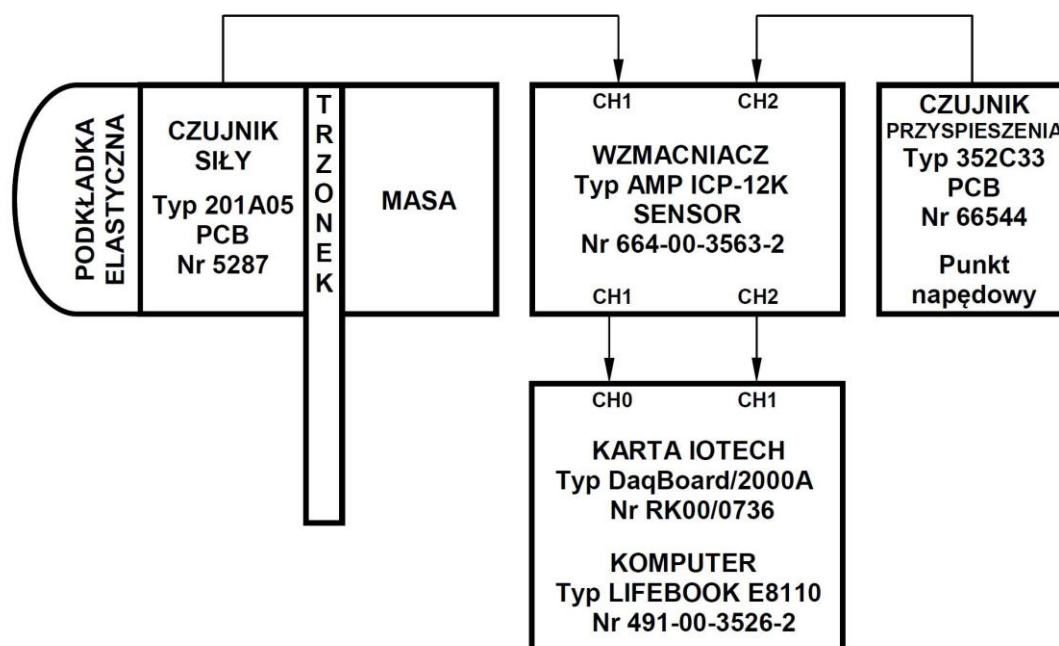 PODKŁADKA
ELASTYCZNA
CZUJNIK
SIŁY
Typ 201A05
PCB
Nr 5287
TRZONEK
MASA
CH1 CH2
WZMACNIACZ
Typ AMP ICP-12K
SENSOR
Nr 664-00-3563-2
CH1 CH2
CZUJNIK
PRZYSPIESZENIA
Typ 352C33
PCB
Nr 66544
Punkt
napędowy
CH0 CH1
KARTA IOTECH
Typ DaqBoard/2000A
Nr RK00/0736
KOMPUTER
Typ LIFEBOOK E8110
Nr 491-00-3526-2